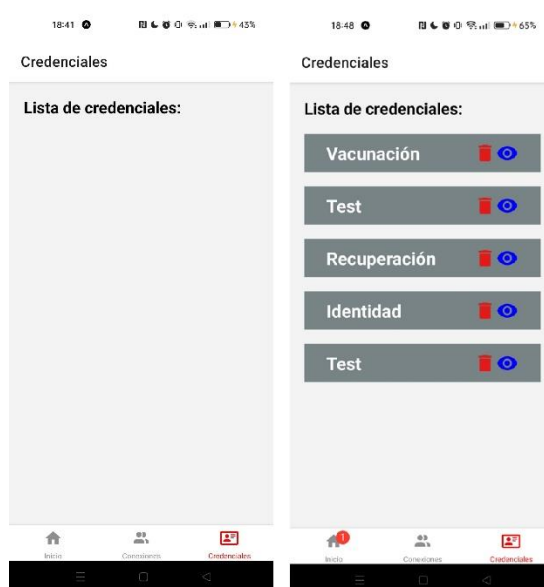 18:41
43%
Credenciales
Lista de credenciales:
Inicio
Conexiones
Credenciales
18:48
65%
Credenciales
Lista de credenciales:
Vacunación
Test
Recuperación
Identidad
Test
1
Inicio
Conexiones
Credenciales